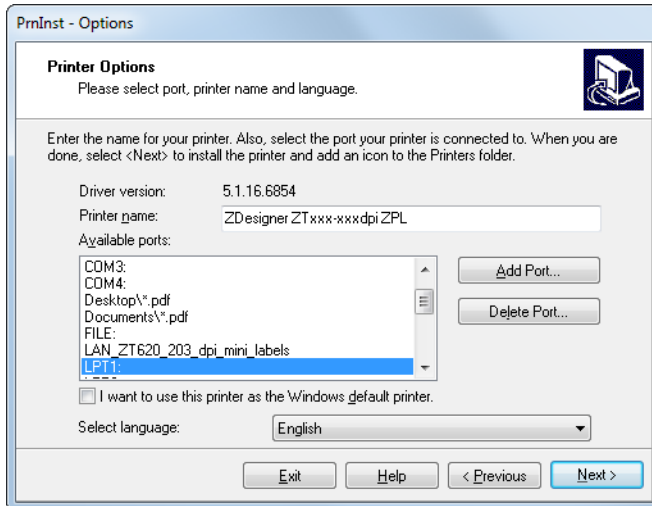 PrnInst - Options
Printer Options
Please select port, printer name and language.
Enter the name for your printer. Also, select the port your printer is connected to. When you are
done, select <Next> to install the printer and add an icon to the Printers folder.
Driver version: 5.1.16.6854
Printer name: ZDesigner ZTxxx-xxxdpi ZPL
Available ports:
COM3:
COM4:
Desktop\*.pdf
Documents\*.pdf
FILE:
LAN_ZT620_203_dpi_mini_labels
LPT1:
Add Port...
Delete Port...
I want to use this printer as the Windows default printer.
Select language: English
Exit Help < Previous Next >